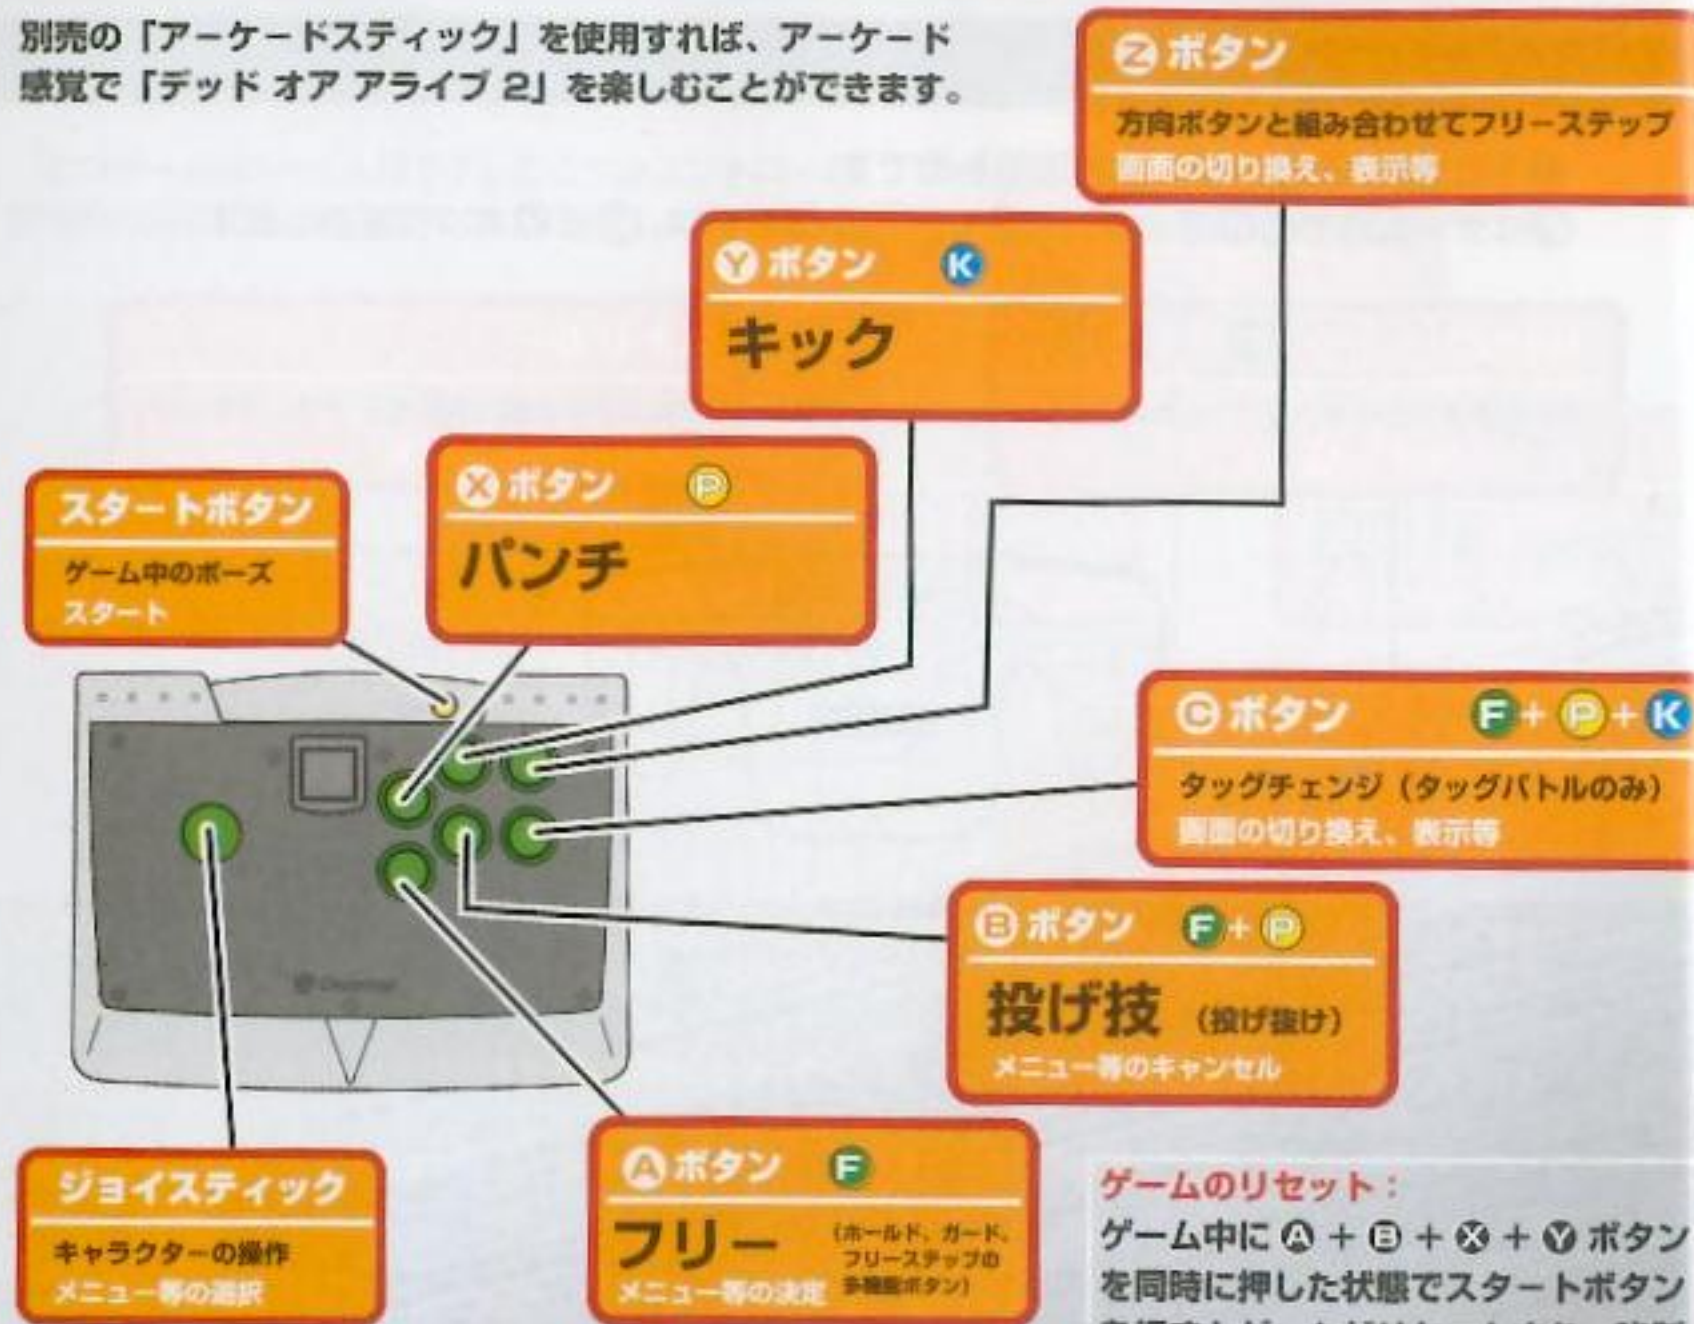 別売の「アーケードスティック」を使用すれば、アーケード
感覚で「デッド オア アライブ 2」を楽しむことができます。
Z ボタン
方向ボタンと組み合わせてフリーステップ
画面の切り換え、表示等
Y ボタン K
キック
X ボタン P
パンチ
スタートボタン
ゲーム中のポーズ
スタート
C ボタン F+P+K
タッグチェンジ（タッグバトルのみ）
画面の切り換え、表示等
B ボタン F+P
投げ技 （投げ抜け）
メニュー等のキャンセル
A ボタン F
フリー
（ホールド、ガード、
フリーステップの
多機能ボタン）
メニュー等の決定
ジョイスティック
キャラクターの操作
メニュー等の選択
ゲームのリセット：
ゲーム中に A + B + X + Y ボタン
を同時に押した状態でスタートボタン